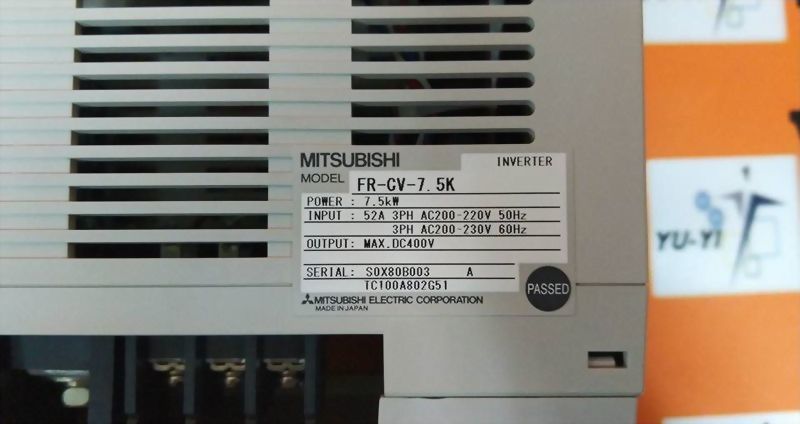 MITSUBISHI INVERTER
MODEL FR-CV-7.5K
POWER : 7.5kW
INPUT : 52A 3PH AC200-220V 50Hz
3PH AC200-230V 60Hz
OUTPUT: MAX.DC400V
SERIAL: S0X80B003 A
TC100A802G51
PASSED
MITSUBISHI ELECTRIC CORPORATION
MADE IN JAPAN
YU-YI